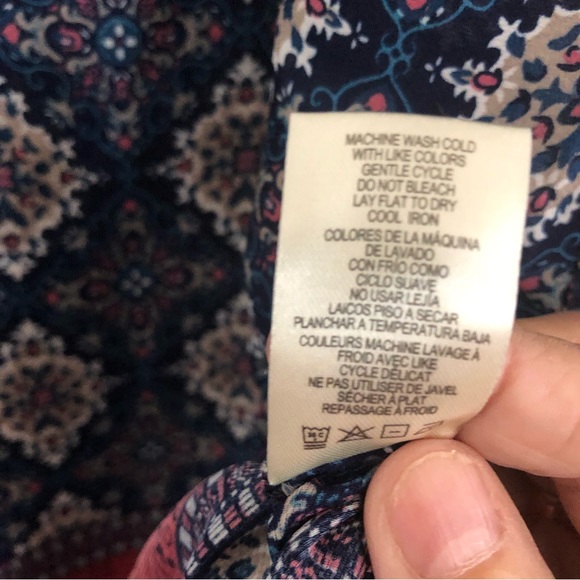 MACHINE WASH COLD
WITH LIKE COLORS
GENTLE CYCLE
DO NOT BLEACH
LAY FLAT TO DRY
COOL IRON
COLORES DE LA MÁQUINA
DE LAVADO
CON FRÍO COMO
CICLO SUAVE
NO USAR LEJÍA
LAICOS PISO A SECAR
PLANCHAR A TEMPERATURA BAJA
COULEURS MACHINE LAVAGE À
FROID AVEC LIKE
CYCLE DÉLICAT
NE PAS UTILISER DE JAVEL
SÉCHER À PLAT
REPASSAGE À FROID